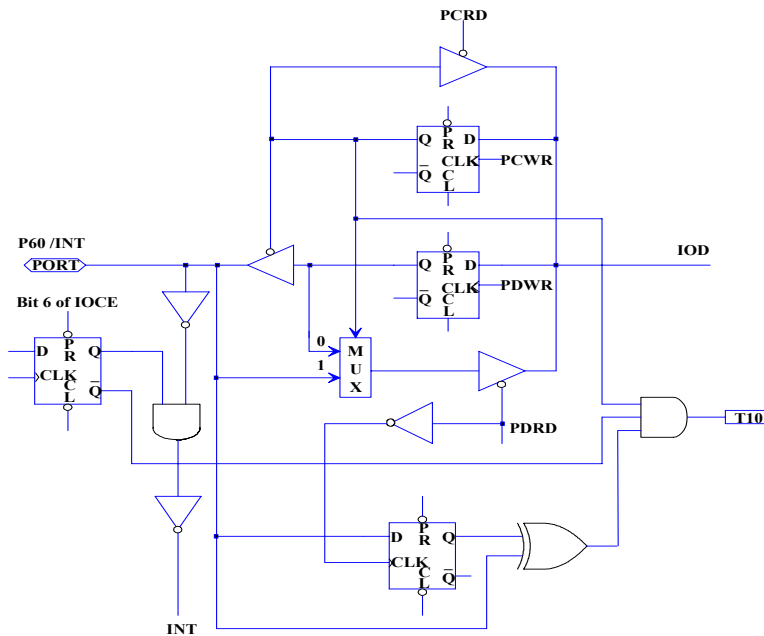 PCRD
Q P R D
CLK PCWR
Q̅ C L
P60 /INT
PORT
Q P R D
CLK PDWR
Q̅ C L
IOD
Bit 6 of IOCE
D P R Q
CLK C L Q̅
0
1
M U X
PDRD
T10
D P R Q
CLK C L Q̅
INT